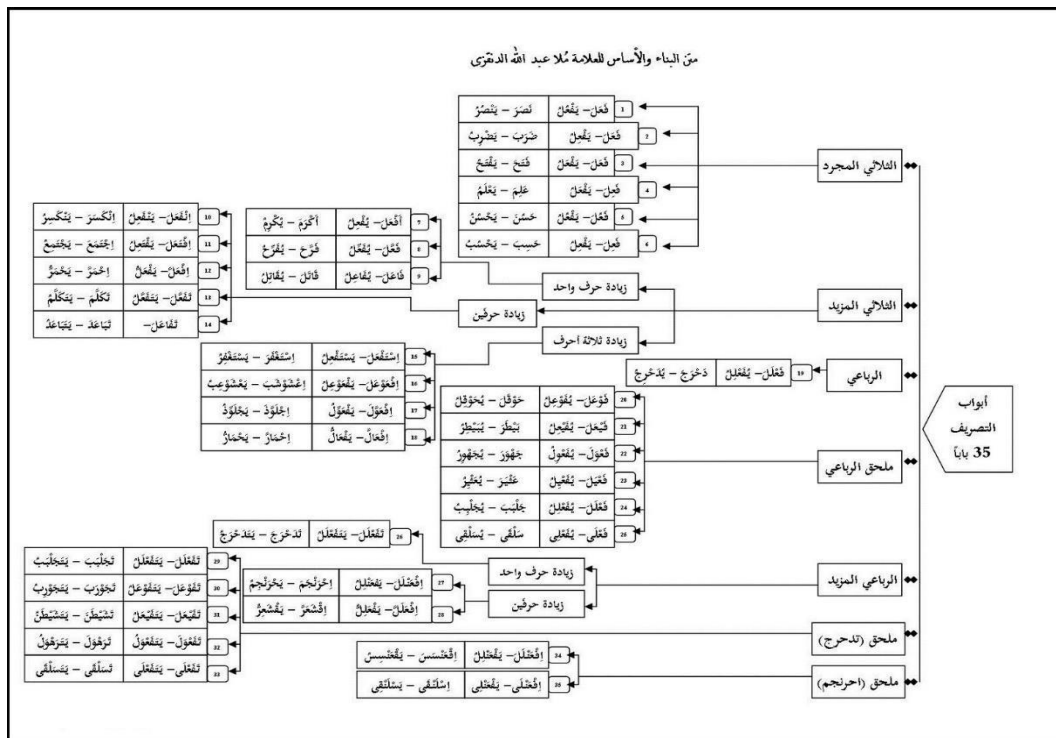 متن البناء والأساس للعلامة مُلا عبد الله الدنقزى
أبواب
التصريف
35 باباً
الثلاثي المجرد
1 فَعَلَ – يَفْعُلُ نَصَرَ – يَنْصُرُ
2 فَعَلَ – يَفْعِلُ ضَرَبَ – يَضْرِبُ
3 فَعَلَ – يَفْعَلُ فَتَحَ – يَفْتَحُ
4 فَعِلَ – يَفْعَلُ عَلِمَ – يَعْلَمُ
5 فَعُلَ – يَفْعُلُ حَسُنَ – يَحْسُنُ
6 فَعِلَ – يَفْعِلُ حَسِبَ – يَحْسِبُ
الثلاثي المزيد
زيادة حرف واحد
7 أَفْعَلَ – يُفْعِلُ أَكْرَمَ – يُكْرِمُ
8 فَعَّلَ – يُفَعِّلُ فَرَّحَ – يُفَرِّحُ
9 فَاعَلَ – يُفَاعِلُ قَاتَلَ – يُقَاتِلُ
زيادة حرفين
10 اِنْفَعَلَ – يَنْفَعِلُ اِنْكَسَرَ – يَنْكَسِرُ
11 اِفْتَعَلَ – يَفْتَعِلُ اِجْتَمَعَ – يَجْتَمِعُ
12 اِفْعَلَّ – يَفْعَلُّ اِحْمَرَّ – يَحْمَرُّ
13 تَفَعَّلَ – يَتَفَعَّلُ تَكَلَّمَ – يَتَكَلَّمُ
14 تَفَاعَلَ – تَبَاعَدَ – يَتَبَاعَدُ
زيادة ثلاثة أحرف
15 اِسْتَفْعَلَ – يَسْتَفْعِلُ اِسْتَغْفَرَ – يَسْتَغْفِرُ
16 اِفْعَوْعَلَ – يَفْعَوْعِلُ اِعْشَوْشَبَ – يَعْشَوْعِبُ
17 اِفْعَوَّلَ – يَفْعَوِّلُ اِجْلَوَّذَ – يَجْلَوِّذُ
18 اِفْعَالَّ – يَفْعَالُّ اِحْمَارَّ – يَحْمَارُّ
الرباعي
19 فَعْلَلَ – يُفَعْلِلُ دَحْرَجَ – يُدَحْرِجُ
ملحق الرباعي
20 فَوْعَلَ – يُفَوْعِلُ حَوْقَلَ – يُحَوْقِلُ
21 فَيْعَلَ – يُفَيْعِلُ بَيْطَرَ – يُبَيْطِرُ
22 فَعْوَلَ – يُفَعْوِلُ جَهْوَرَ – يُجَهْوِرُ
23 فَعْيَلَ – يُفَعْيِلُ عَثْيَرَ – يُعَثْيِرُ
24 فَعْلَلَ – يُفَعْلِلُ جَلْبَبَ – يُجَلْبِبُ
25 فَعْلَى – يُفَعْلِى سَلْقَى – يُسَلْقِى
الرباعي المزيد
زيادة حرف واحد
26 تَفَعْلَلَ – يَتَفَعْلَلُ تَدَحْرَجَ – يَتَدَحْرَجُ
زيادة حرفين
27 اِفْعَنْلَلَ – يَفْعَنْلِلُ اِحْرَنْجَمَ – يَحْرَنْجِمُ
28 اِفْعَلَلَّ – يَفْعَلِلُّ اِقْشَعَرَّ – يَقْشَعِرُّ
ملحق (تدحرج)
29 تَفَعْلَلَ – يَتَفَعْلَلُ تَجَلْبَبَ – يَتَجَلْبَبُ
30 تَفَوْعَلَ – يَتَفَوْعَلُ تَجَوْرَبَ – يَتَجَوْرِبُ
31 تَفَيْعَلَ – يَتَفَيْعَلُ تَشَيْطَنَ – يَتَشَيْطَنُ
32 تَفَعْوَلَ – يَتَفَعْوَلُ تَرَهْوَلَ – يَتَرَهْوَلُ
33 تَفَعْلَى – يَتَفَعْلَى تَسَلْقَى – يَتَسَلْقَى
ملحق (احرنجم)
34 اِفْعَنْلَلَ – يَفْعَنْلِلُ اِقْعَنْسَسَ – يَقْعَنْسِسُ
35 اِفْعَنْلَى – يَفْعَنْلِى اِسْلَنْقَى – يَسْلَنْقِى